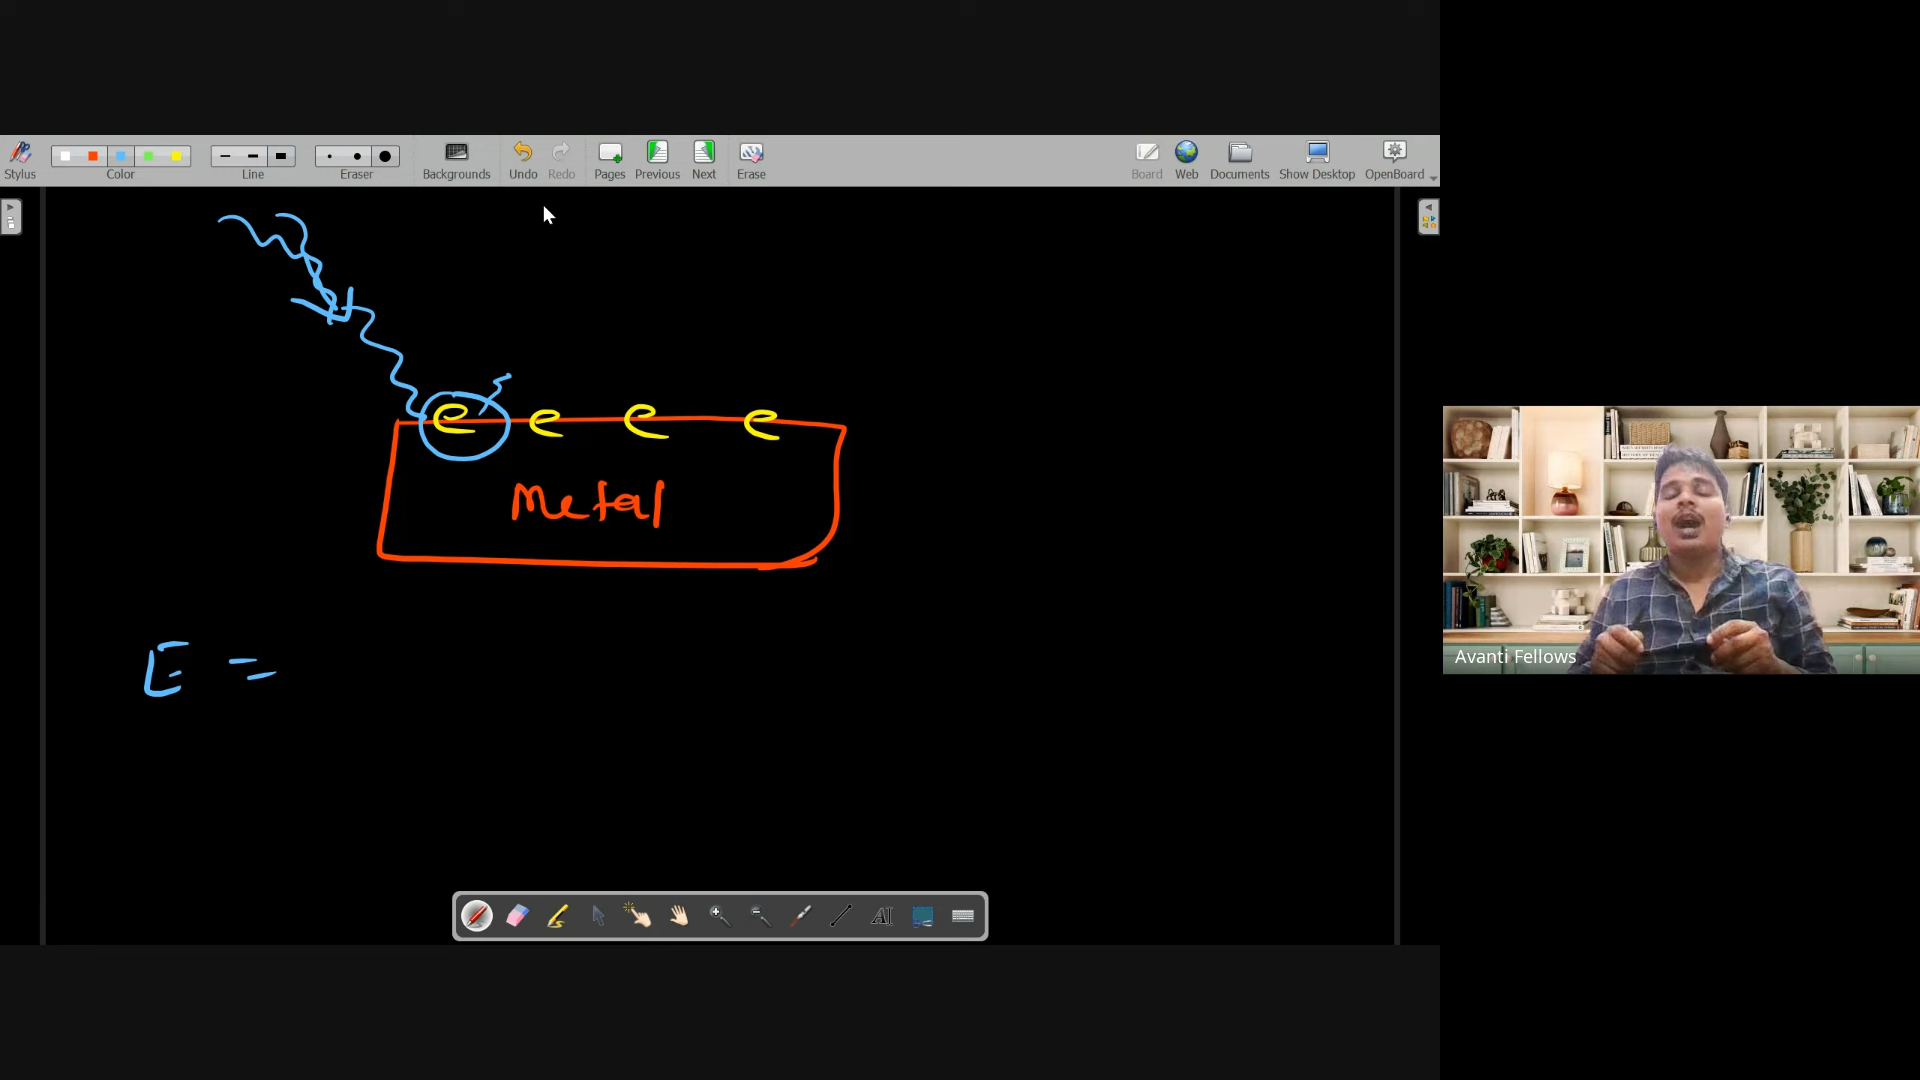 Stylus Color Line Eraser Backgrounds Undo Redo Pages Previous Next Erase Board Web Documents Show Desktop OpenBoard
e e e e
Metal
E =
AI
Avanti Fellows